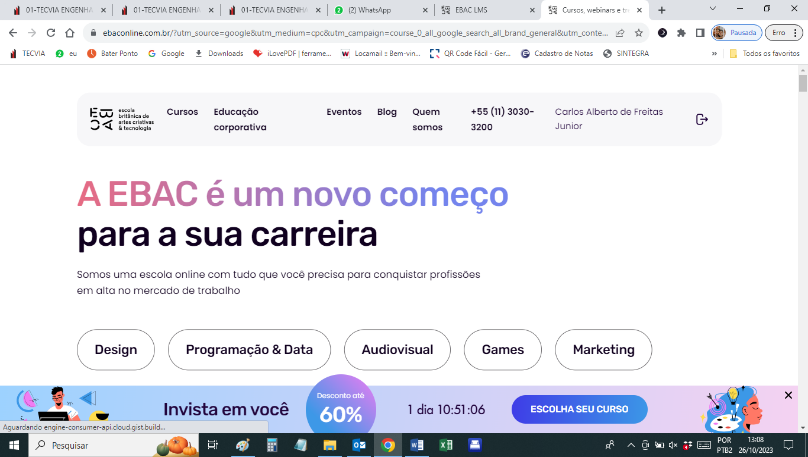 01-TECVIA ENGENHA
01-TECVIA ENGENHA
01-TECVIA ENGENHA
(2) WhatsApp
EBAC LMS
Cursos, webinars e tr
ebaconline.com.br/?utm_source=google&utm_medium=cpc&utm_campaign=course_0_all_google_search_all_brand_general&utm_conte...
Pausada
Erro
TECVIA
eu
Bater Ponto
Google
Downloads
iLovePDF | ferrame...
Locamail :: Bem-vin...
QR Code Fácil - Ger...
Cadastro de Notas
SINTEGRA
»
Todos os favoritos
EBAC
escola
britânica de
artes criativas
& tecnologia
Cursos
Educação
corporativa
Eventos
Blog
Quem
somos
+55 (11) 3030-
3200
Carlos Alberto de Freitas
Junior
A EBAC é um novo começo
para a sua carreira
Somos uma escola online com tudo que você precisa para conquistar profissões
em alta no mercado de trabalho
Design
Programação & Data
Audiovisual
Games
Marketing
Invista em você
Desconto até
60%
1 dia 10:51:06
ESCOLHA SEU CURSO
Aguardando engine-consumer-api.cloud.gist.build...
Pesquisar
POR
PTB2
13:08
26/10/2023